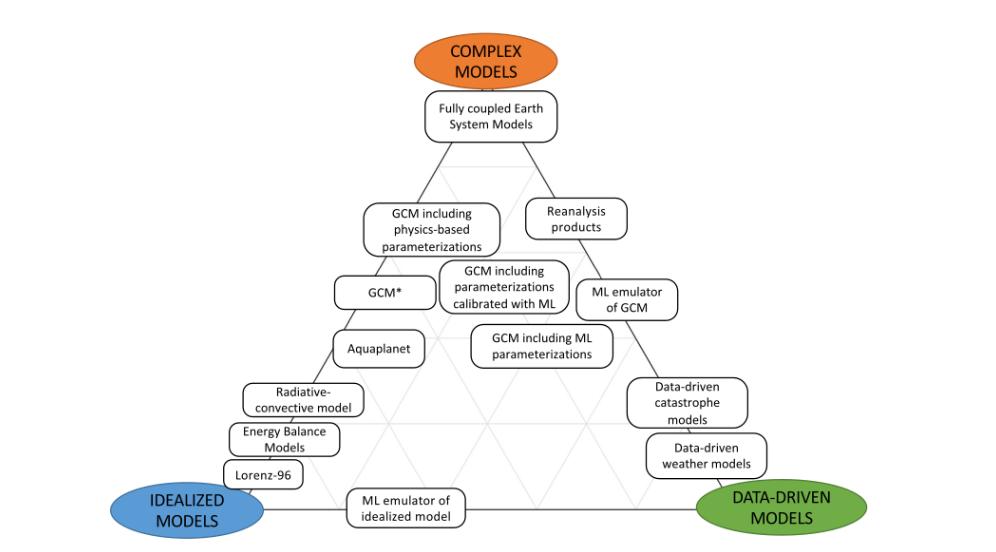 COMPLEX
MODELS
Fully coupled Earth
System Models
GCM including
physics-based
parameterizations
Reanalysis
products
GCM including
parameterizations
calibrated with ML
GCM*
ML emulator
of GCM
GCM including ML
parameterizations
Aquaplanet
Radiative-
convective model
Data-driven
catastrophe
models
Energy Balance
Models
Data-driven
weather models
Lorenz-96
IDEALIZED
MODELS
ML emulator of
idealized model
DATA-DRIVEN
MODELS